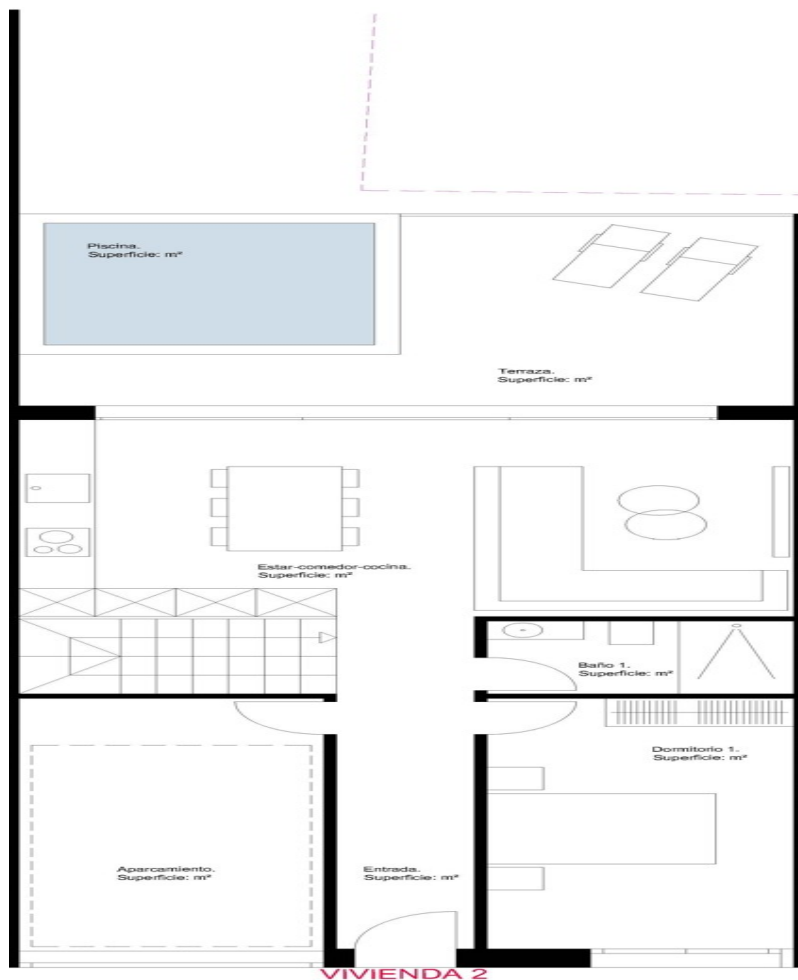 Piscina.
Superficie: m²
Terraza.
Superficie: m²
Estar-comedor-cocina.
Superficie: m²
Baño 1.
Superficie: m²
Dormitorio 1.
Superficie: m²
Aparcamiento.
Superficie: m²
Entrada.
Superficie: m²
VIVIENDA 2